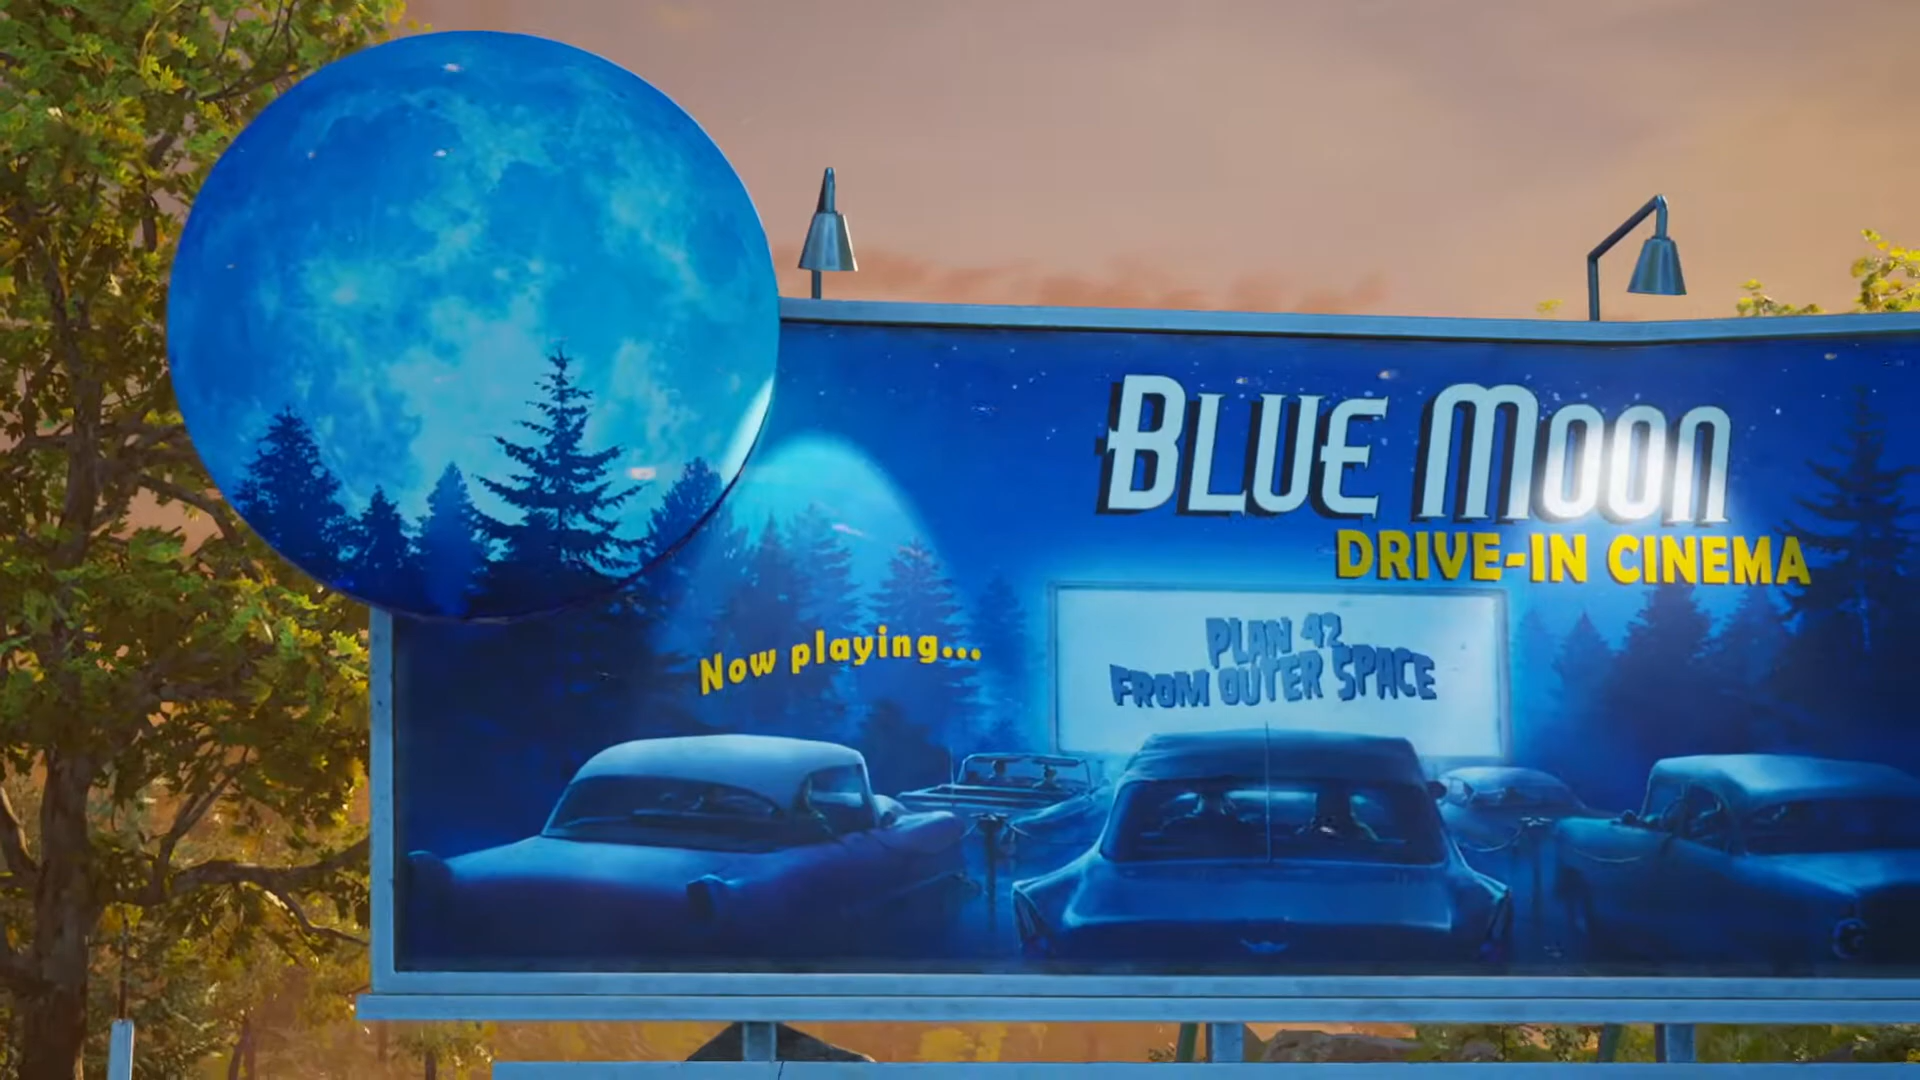 Blue Moon
DRIVE-IN CINEMA
Now playing...
PLAN 42
FROM OUTER SPACE